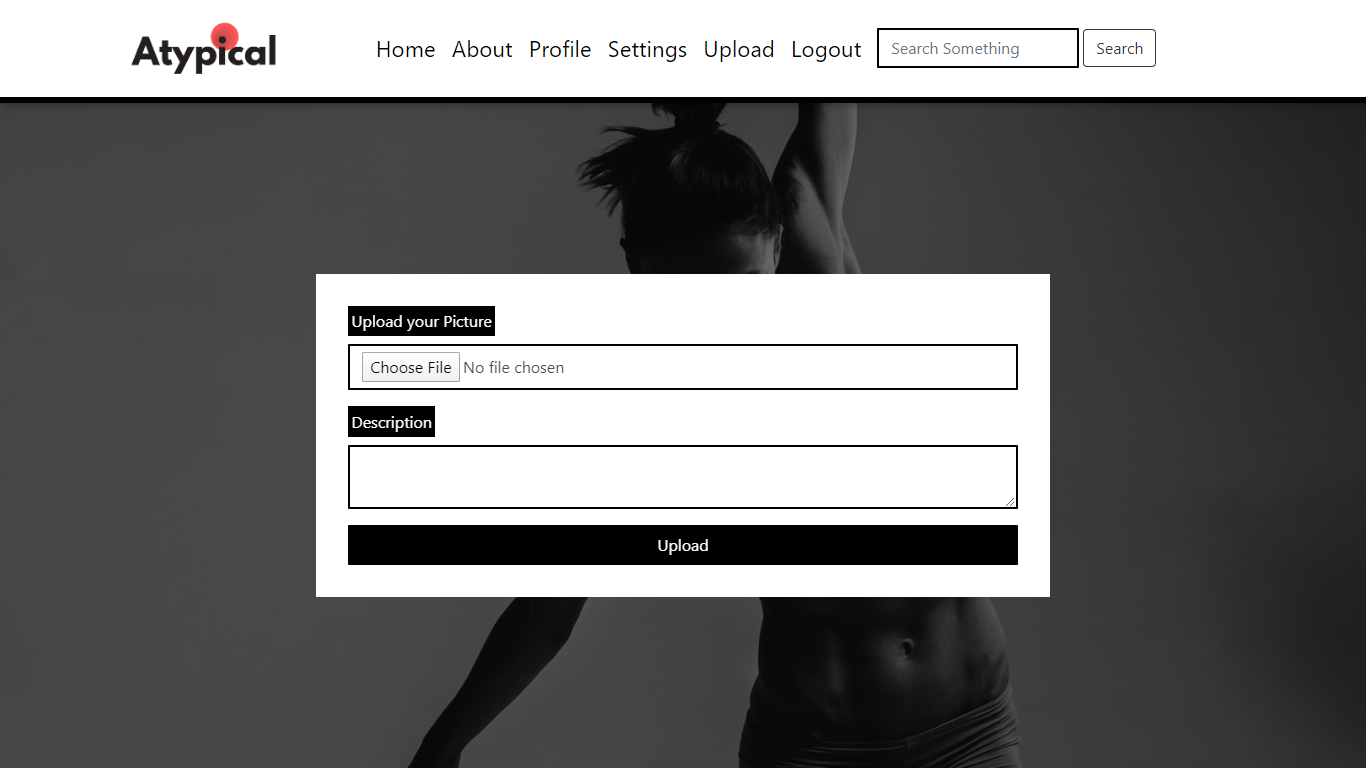 Atypical
Home About Profile Settings Upload Logout Search Something Search
Upload your Picture
Choose File No file chosen
Description
Upload